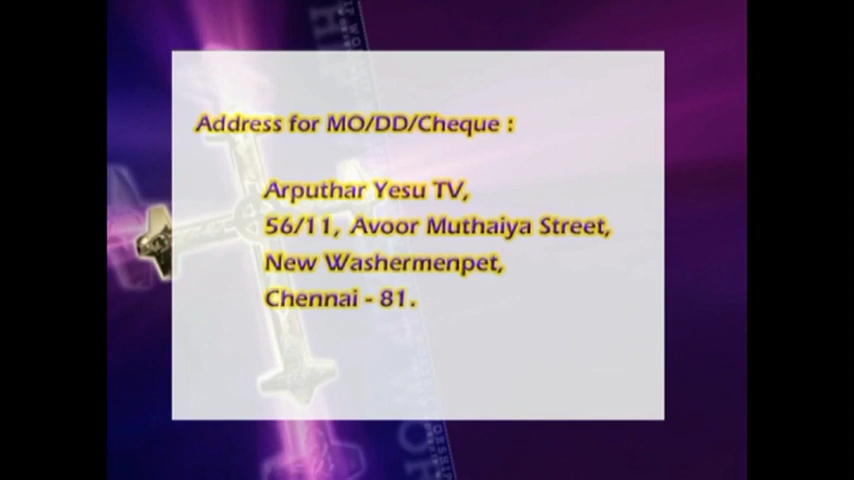 Address for MO/DD/Cheque :
Arputhar Yesu TV,
56/11, Avoor Muthaiya Street,
New Washermenpet,
Chennai - 81.